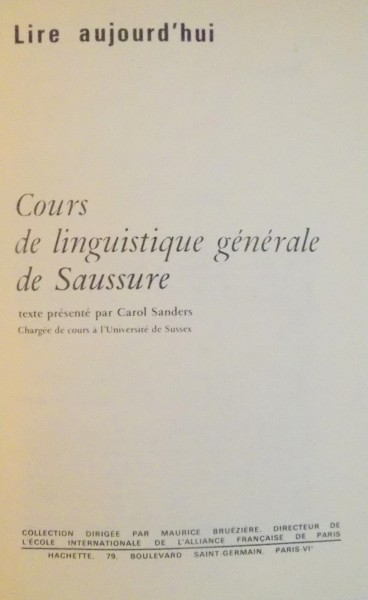 Lire aujourd'hui
Cours
de linguistique générale
de Saussure
texte présenté par Carol Sanders
Chargée de cours à l'Université de Sussex
COLLECTION DIRIGÉE PAR MAURICE BRUÉZIÈRE, DIRECTEUR DE
L'ÉCOLE INTERNATIONALE DE L'ALLIANCE FRANÇAISE DE PARIS
HACHETTE, 79, BOULEVARD SAINT-GERMAIN, PARIS-VIᵉ